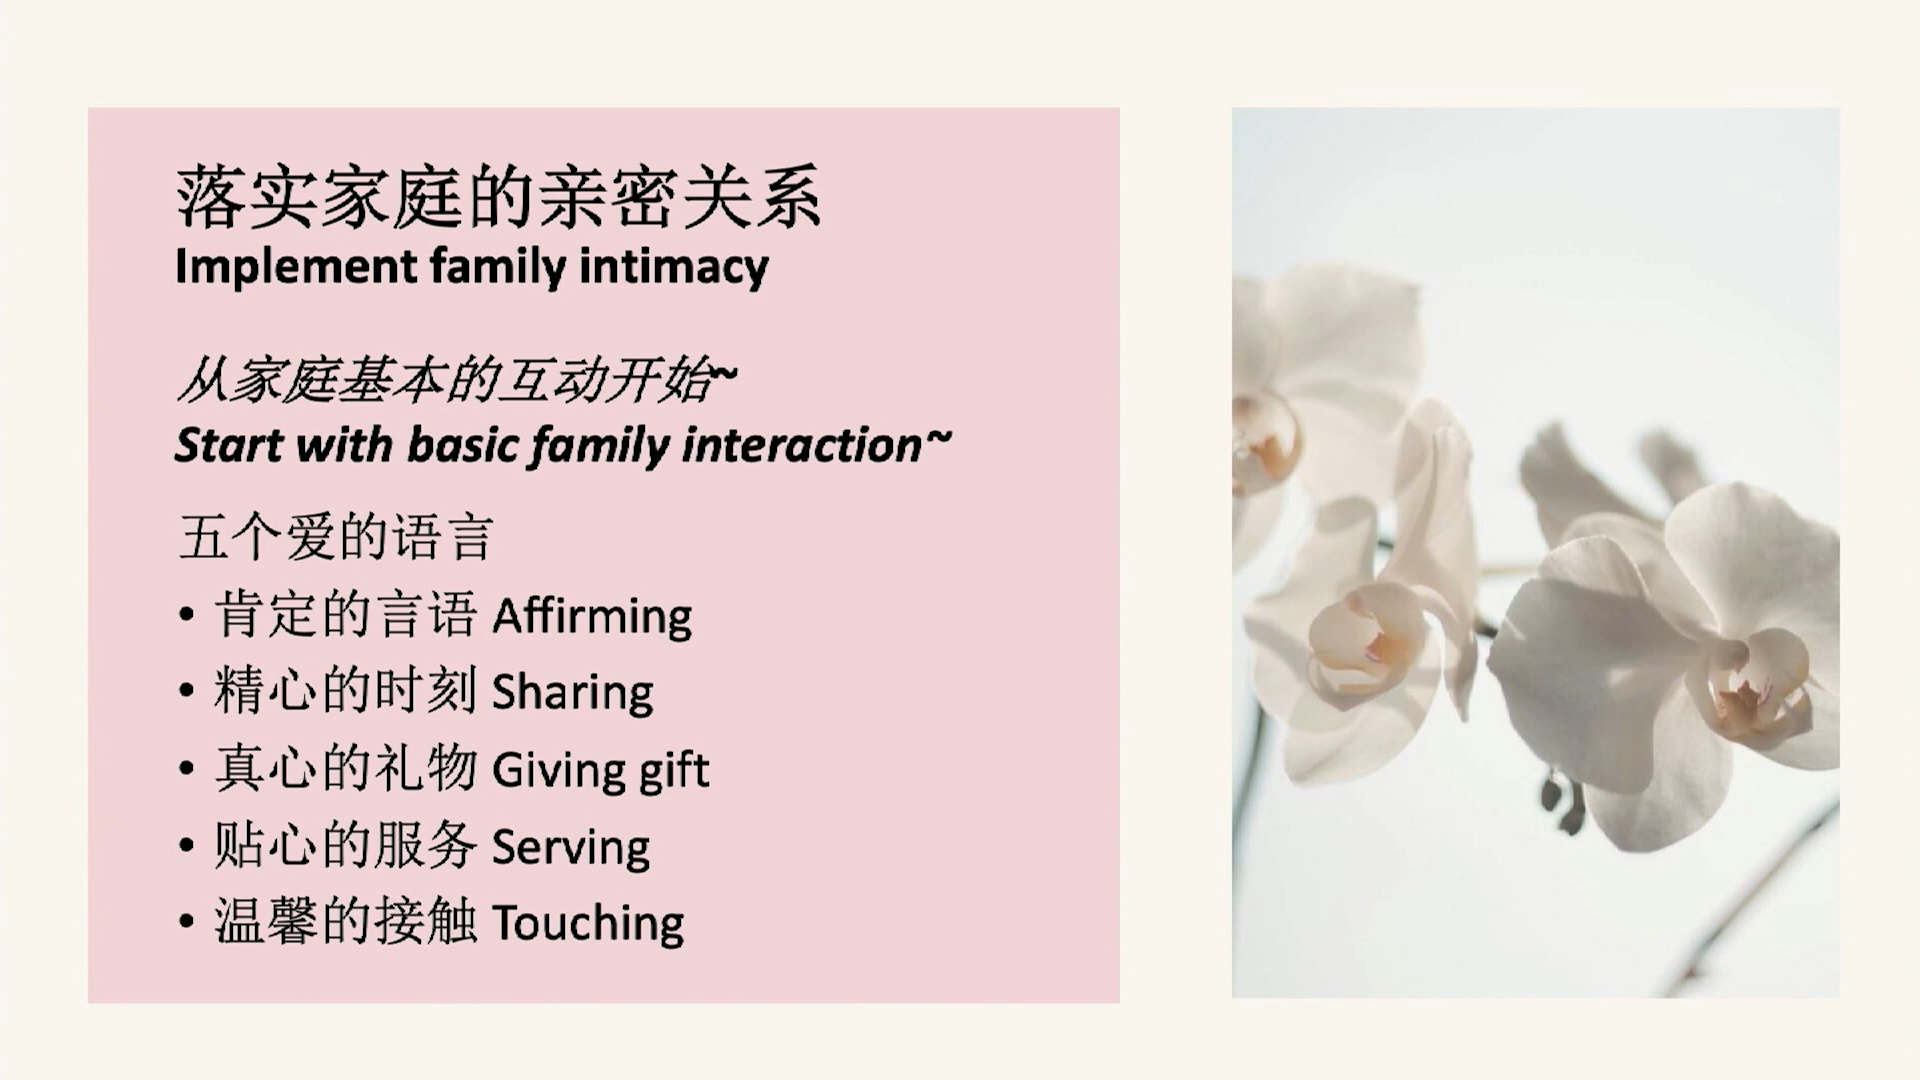 落实家庭的亲密关系
Implement family intimacy
从家庭基本的互动开始~
Start with basic family interaction~
五个爱的语言
• 肯定的言语 Affirming
• 精心的时刻 Sharing
• 真心的礼物 Giving gift
• 贴心的服务 Serving
• 温馨的接触 Touching